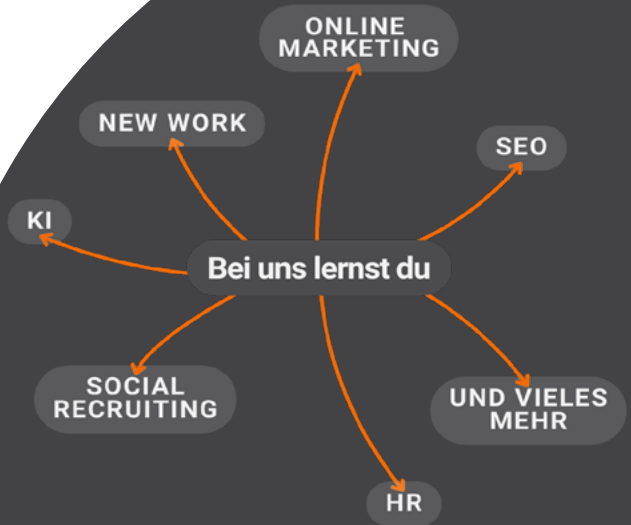 ONLINE
MARKETING
NEW WORK
SEO
KI
Bei uns lernst du
SOCIAL
RECRUITING
UND VIELES
MEHR
HR